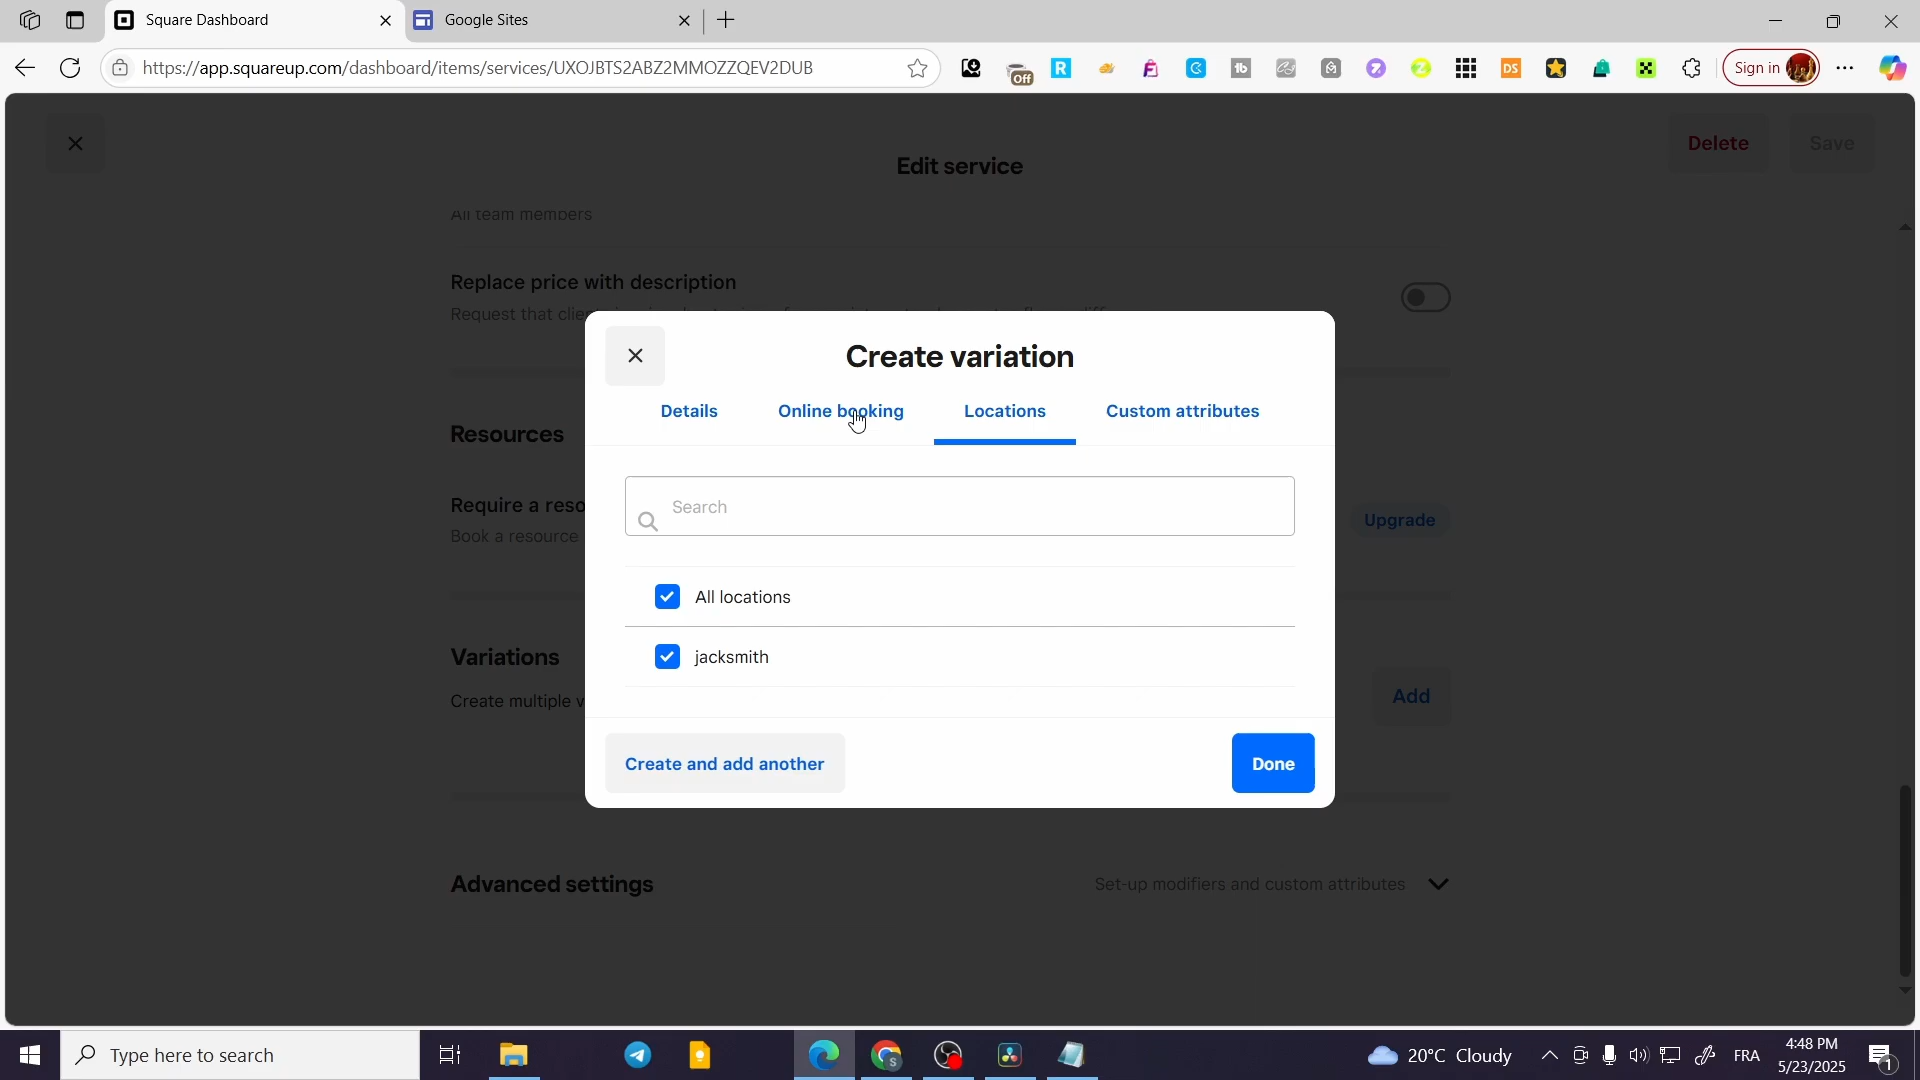 Square Dashboard
Google Sites
https://app.squareup.com/dashboard/items/services/UXOJBTS2ABZ2MMOZZQEV2DUB
Off
Sign in
Delete
Save
Edit service
All team members
Replace price with description
Request that clie
Create variation
Details
Online booking
Locations
Custom attributes
Resources
Search
Require a reso
Book a resource
Upgrade
All locations
jacksmith
Variations
Create multiple v
Add
Create and add another
Done
Advanced settings
Set-up modifiers and custom attributes
Type here to search
20°C Cloudy
FRA
4:48 PM
5/23/2025
1